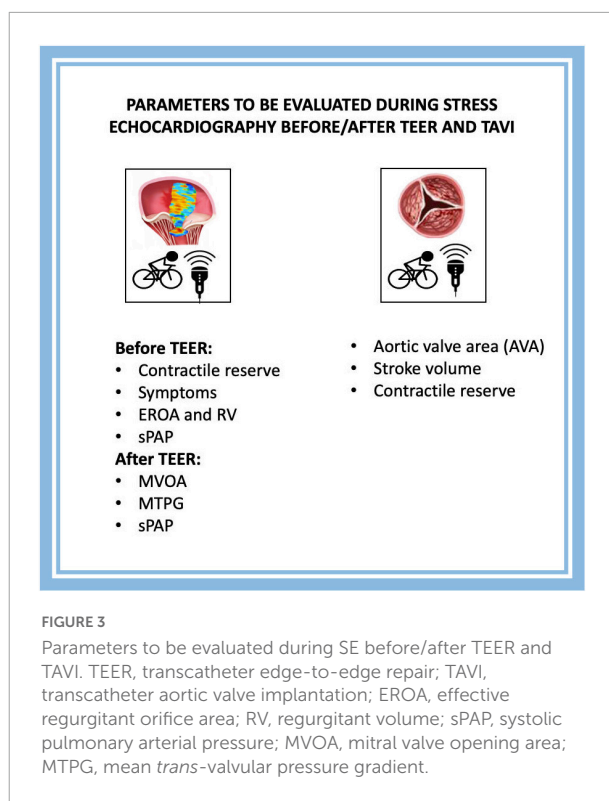 PARAMETERS TO BE EVALUATED DURING STRESS
ECHOCARDIOGRAPHY BEFORE/AFTER TEER AND TAVI
Before TEER:
• Contractile reserve
• Symptoms
• EROA and RV
• sPAP
After TEER:
• MVOA
• MTPG
• sPAP
• Aortic valve area (AVA)
• Stroke volume
• Contractile reserve
FIGURE 3
Parameters to be evaluated during SE before/after TEER and
TAVI. TEER, transcatheter edge-to-edge repair; TAVI,
transcatheter aortic valve implantation; EROA, effective
regurgitant orifice area; RV, regurgitant volume; sPAP, systolic
pulmonary arterial pressure; MVOA, mitral valve opening area;
MTPG, mean trans-valvular pressure gradient.